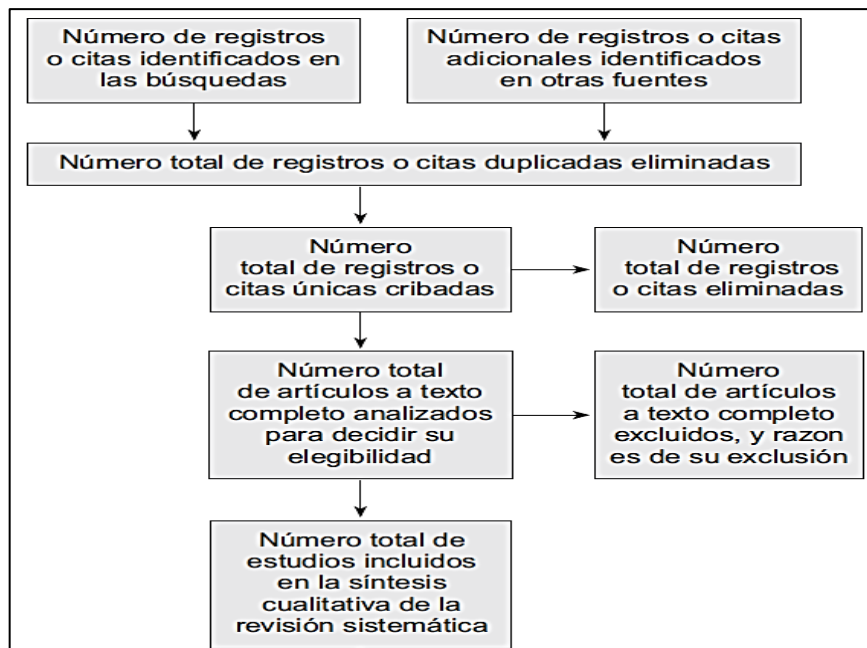 Número de registros
o citas identificados en
las búsquedas
Número de registros o citas
adicionales identificados
en otras fuentes
Número total de registros o citas duplicadas eliminadas
Número
total de registros o
citas únicas cribadas
Número
total de registros
o citas eliminadas
Número total
de artículos a texto
completo analizados
para decidir su
elegibilidad
Número
total de artículos
a texto completo
excluidos, y razon
es de su exclusión
Número total de
estudios incluidos
en la síntesis
cualitativa de la
revisión sistemática